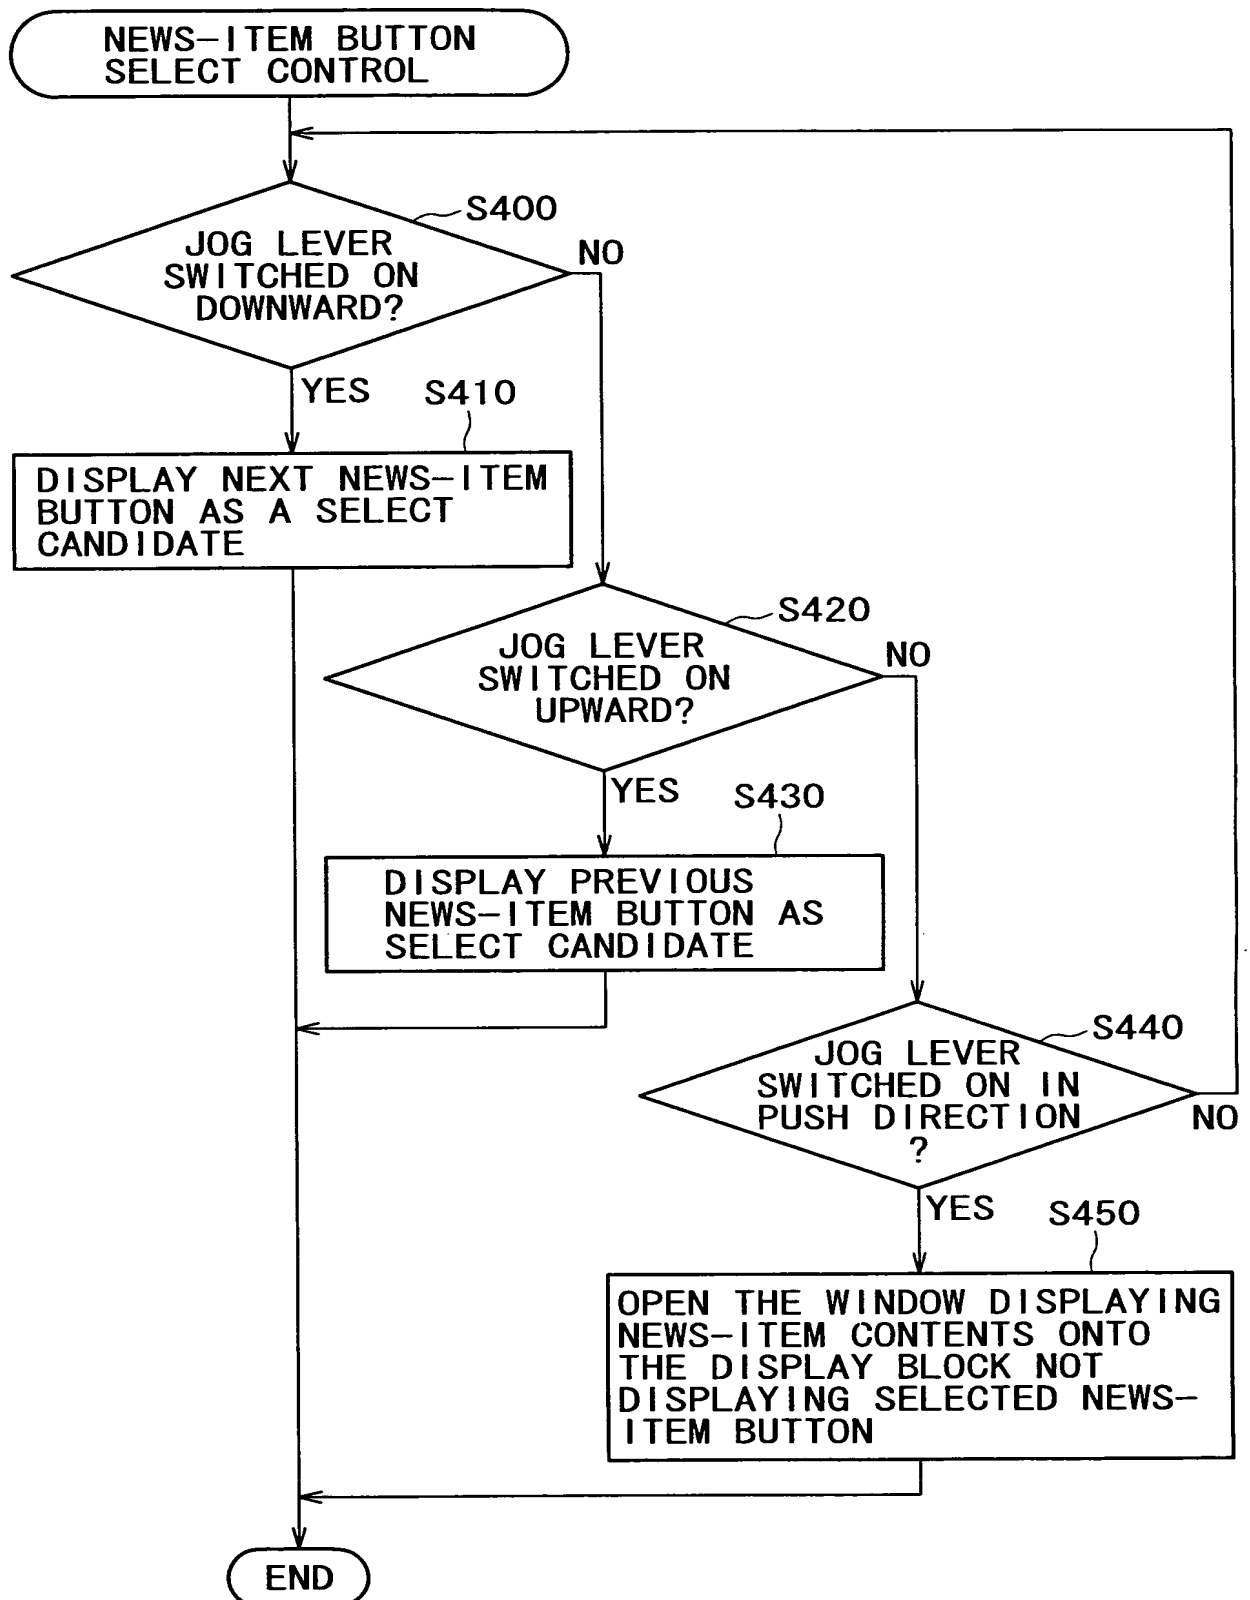 NEWS-ITEM BUTTON
SELECT CONTROL
S400
JOG LEVER
SWITCHED ON
DOWNWARD?
NO
YES
S410
DISPLAY NEXT NEWS-ITEM
BUTTON AS A SELECT
CANDIDATE
S420
JOG LEVER
SWITCHED ON
UPWARD?
NO
YES
S430
DISPLAY PREVIOUS
NEWS-ITEM BUTTON AS
SELECT CANDIDATE
S440
JOG LEVER
SWITCHED ON IN
PUSH DIRECTION
?
NO
YES
S450
OPEN THE WINDOW DISPLAYING
NEWS-ITEM CONTENTS ONTO
THE DISPLAY BLOCK NOT
DISPLAYING SELECTED NEWS-
ITEM BUTTON
END